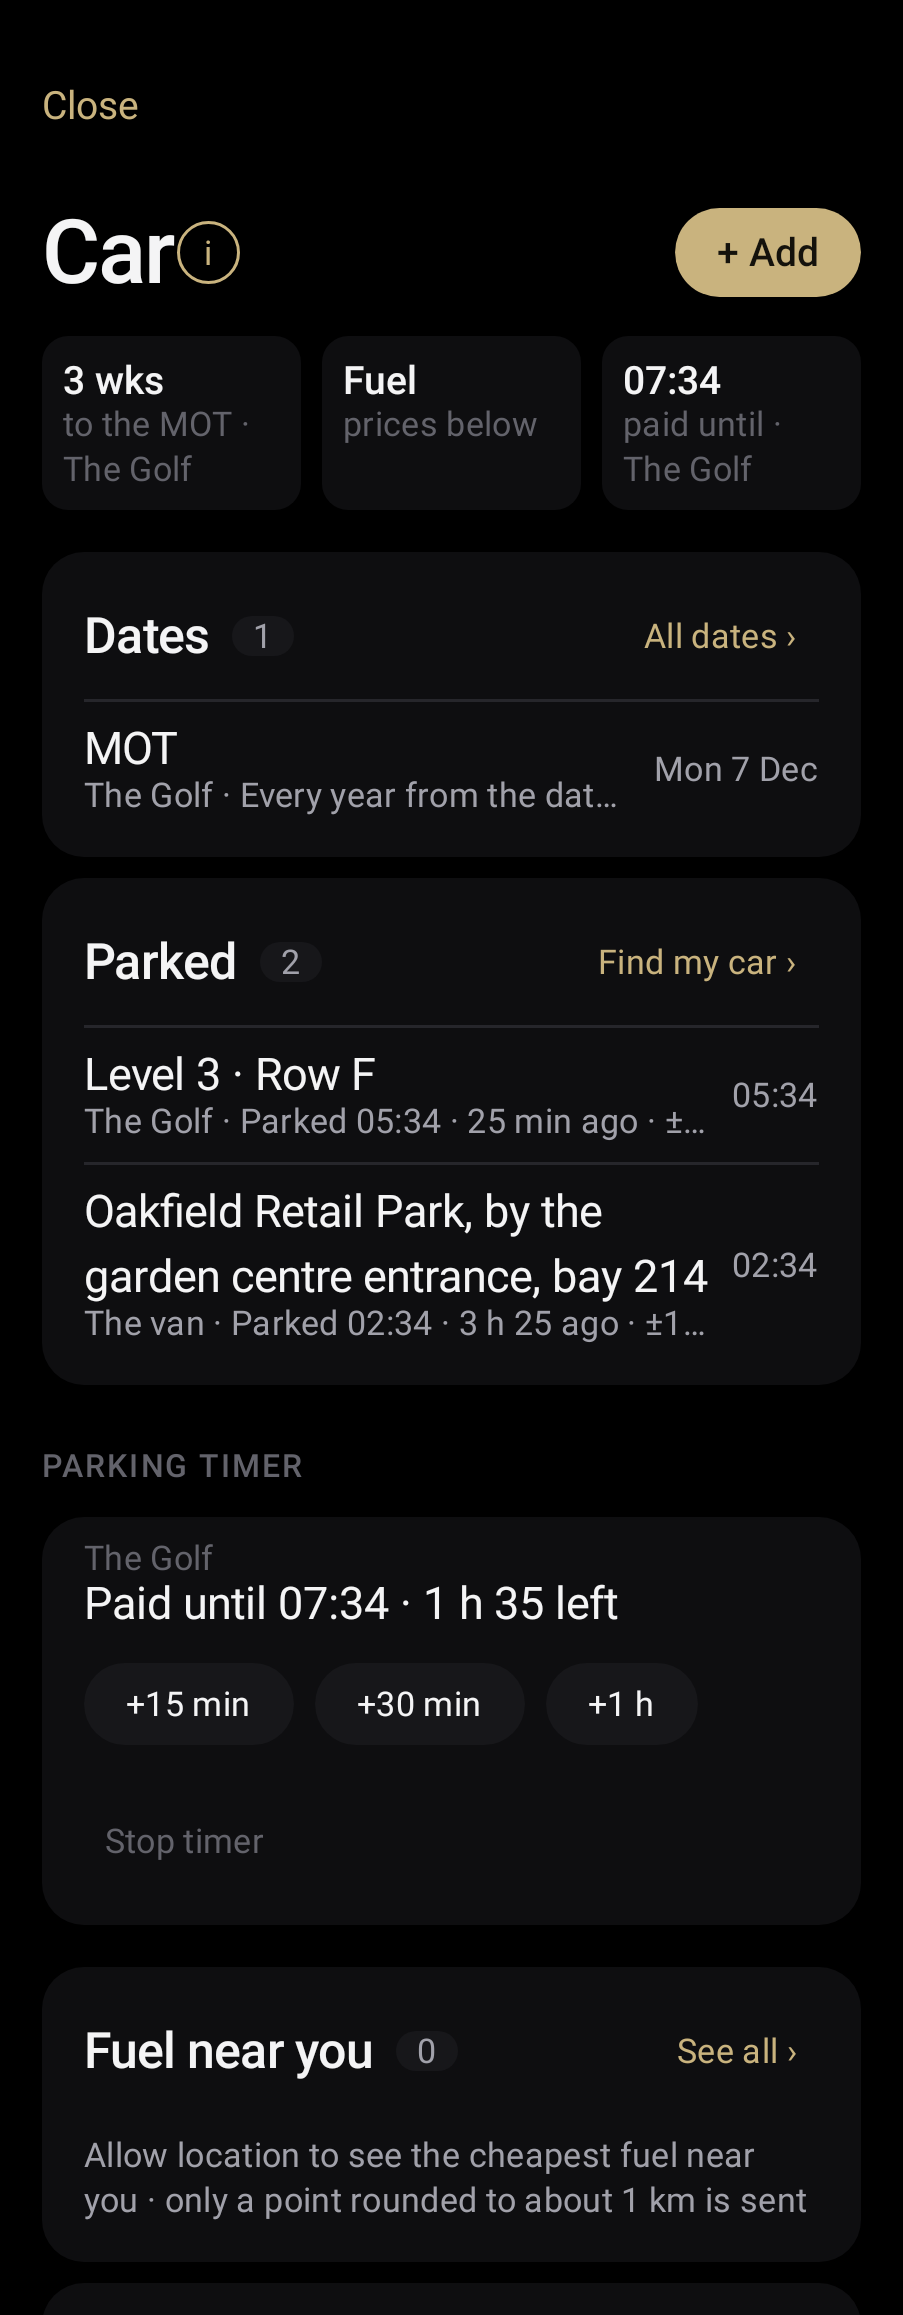 Close
Car i
+ Add
3 wks
to the MOT ·
The Golf
Fuel
prices below
07:34
paid until ·
The Golf
Dates 1
All dates ›
MOT
The Golf · Every year from the dat…
Mon 7 Dec
Parked 2
Find my car ›
Level 3 · Row F
The Golf · Parked 05:34 · 25 min ago · ±…
05:34
Oakfield Retail Park, by the
garden centre entrance, bay 214
The van · Parked 02:34 · 3 h 25 ago · ±1…
02:34
PARKING TIMER
The Golf
Paid until 07:34 · 1 h 35 left
+15 min
+30 min
+1 h
Stop timer
Fuel near you 0
See all ›
Allow location to see the cheapest fuel near
you · only a point rounded to about 1 km is sent